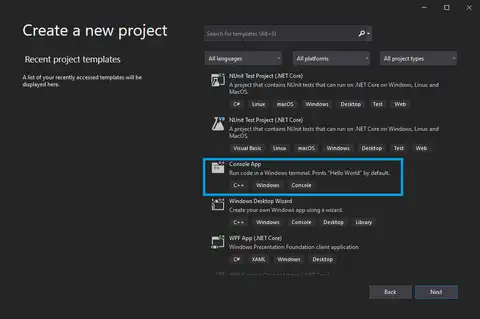 Create a new project
Search for templates (Alt+S)
Recent project templates
All languages
All platforms
All project types
A list of your recently accessed templates will be
displayed here.
NUnit Test Project (.NET Core)
A project that contains NUnit tests that can run on .NET Core on Windows, Linux and
MacOS.
C# Linux macOS Windows Desktop Test Web
NUnit Test Project (.NET Core)
A project that contains NUnit tests that can run on .NET Core on Windows, Linux and
MacOS.
Visual Basic Linux macOS Windows Desktop Test Web
Console App
Run code in a Windows terminal. Prints "Hello World" by default.
C++ Windows Console
Windows Desktop Wizard
Create your own Windows app using a wizard.
C++ Windows Console Desktop Library
WPF App (.NET Core)
Windows Presentation Foundation client application
C# XAML Windows Desktop
Back
Next